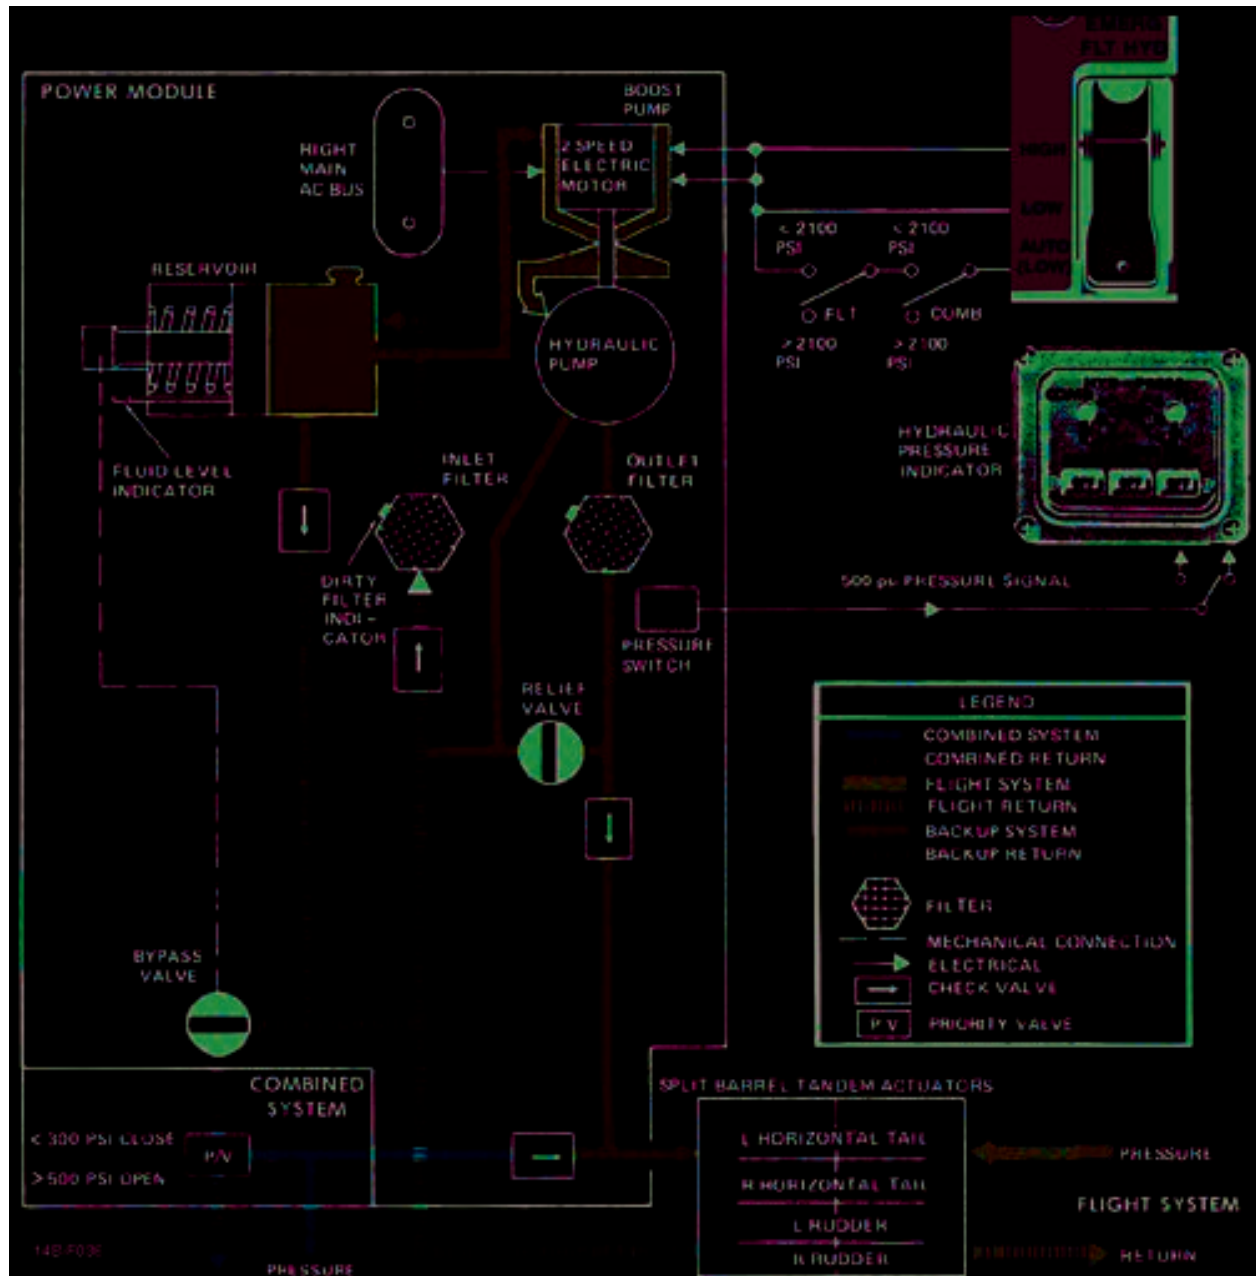 EMERG
FLT HYD
POWER MODULE
BOOST
PUMP
RIGHT
MAIN
AC BUS
2 SPEED
ELECTRIC
MOTOR
HIGH
LOW
AUTO
(LOW)
< 2100
PSI
< 2100
PSI
FLT
COMB
> 2100
PSI
> 2100
PSI
RESERVOIR
HYDRAULIC
PUMP
HYDRAULIC
PRESSURE
INDICATOR
FLUID LEVEL
INDICATOR
INLET
FILTER
OUTLET
FILTER
DIRTY
FILTER
INDI-
CATOR
500 psi PRESSURE SIGNAL
PRESSURE
SWITCH
RELIEF
VALVE
LEGEND
COMBINED SYSTEM
COMBINED RETURN
FLIGHT SYSTEM
FLIGHT RETURN
BACKUP SYSTEM
BACKUP RETURN
FILTER
MECHANICAL CONNECTION
ELECTRICAL
CHECK VALVE
P/V PRIORITY VALVE
BYPASS
VALVE
COMBINED
SYSTEM
< 300 PSI CLOSE
P/V
> 500 PSI OPEN
SPLIT BARREL TANDEM ACTUATORS
L HORIZONTAL TAIL
R HORIZONTAL TAIL
L RUDDER
R RUDDER
PRESSURE
FLIGHT SYSTEM
RETURN
PRESSURE